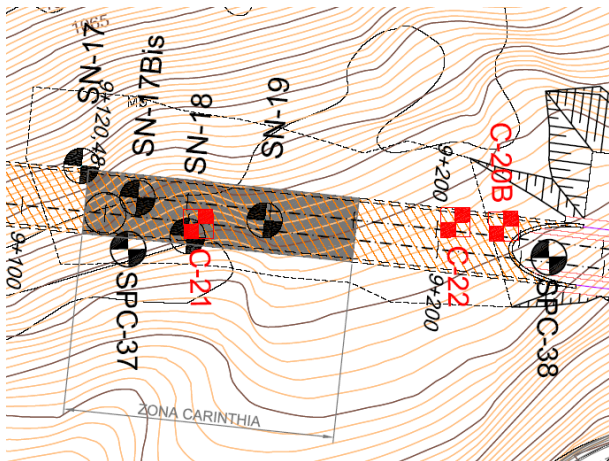 1065
SN-17
9+120,48
SN-17Bis
SN-18
SN-19
9+200
C-20B
9+100
SPC-37
C-21
9+200
C-22
SPC-38
ZONA CARINTHIA